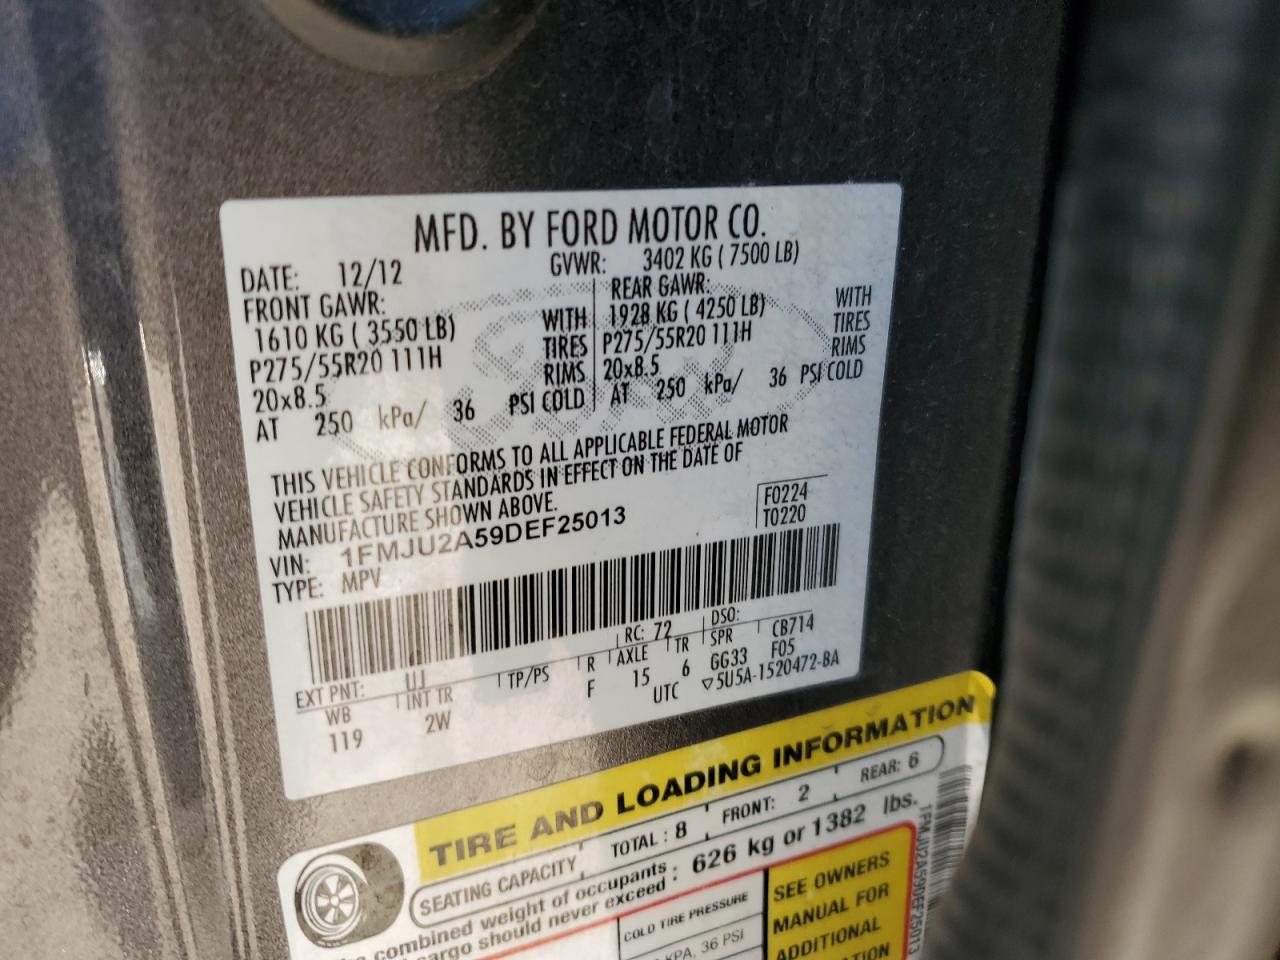 MFD. BY FORD MOTOR CO.
DATE: 12/12 GVWR: 3402 KG ( 7500 LB)
FRONT GAWR: REAR GAWR:
1610 KG ( 3550 LB) WITH 1928 KG ( 4250 LB) WITH
P275/55R20 111H TIRES P275/55R20 111H TIRES
20x8.5 RIMS 20x8.5 RIMS
AT 250 kPa/ 36 PSI COLD AT 250 kPa/ 36 PSI COLD
THIS VEHICLE CONFORMS TO ALL APPLICABLE FEDERAL MOTOR
VEHICLE SAFETY STANDARDS IN EFFECT ON THE DATE OF
MANUFACTURE SHOWN ABOVE.
VIN: 1FMJU2A59DEF25013 F0224
TYPE: MPV T0220
EXT PNT: UJ RC: 72 DSO:
WB INT TR TP/PS R AXLE TR SPR CB714
119 2W F 15 6 GG33 F05
UTC ▽5U5A-1520472-BA
TIRE AND LOADING INFORMATION
SEATING CAPACITY TOTAL : 8 FRONT: 2 REAR: 6
combined weight of occupants
cargo should never exceed : 626 kg or 1382 lbs.
COLD TIRE PRESSURE
KPA, 36 PSI
SEE OWNERS
MANUAL FOR
ADDITIONAL
1FMJU2A59DEF25013